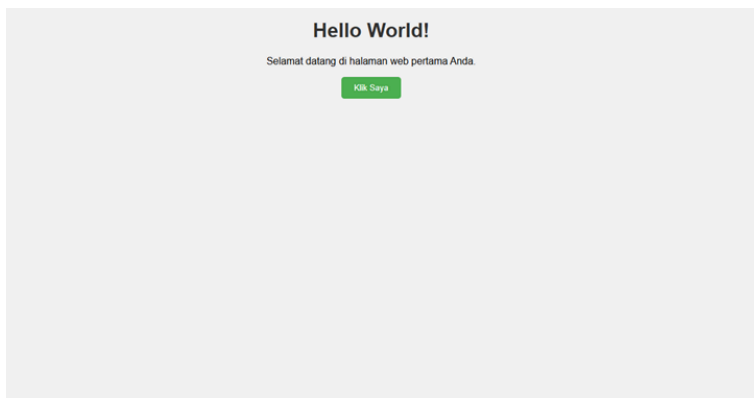 Hello World!
Selamat datang di halaman web pertama Anda.
Klik Saya